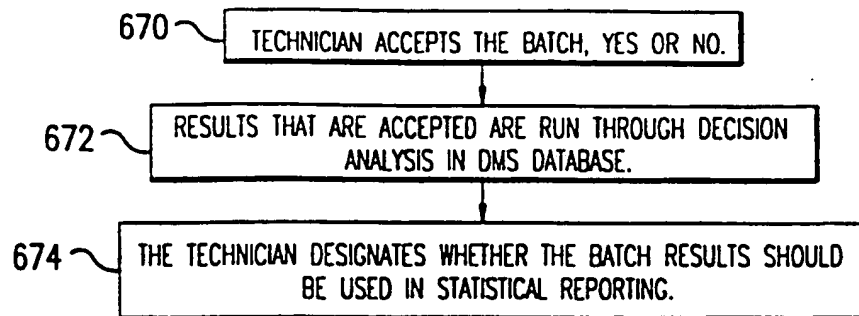 670 TECHNICIAN ACCEPTS THE BATCH, YES OR NO.
672 RESULTS THAT ARE ACCEPTED ARE RUN THROUGH DECISION
ANALYSIS IN DMS DATABASE.
674 THE TECHNICIAN DESIGNATES WHETHER THE BATCH RESULTS SHOULD
BE USED IN STATISTICAL REPORTING.